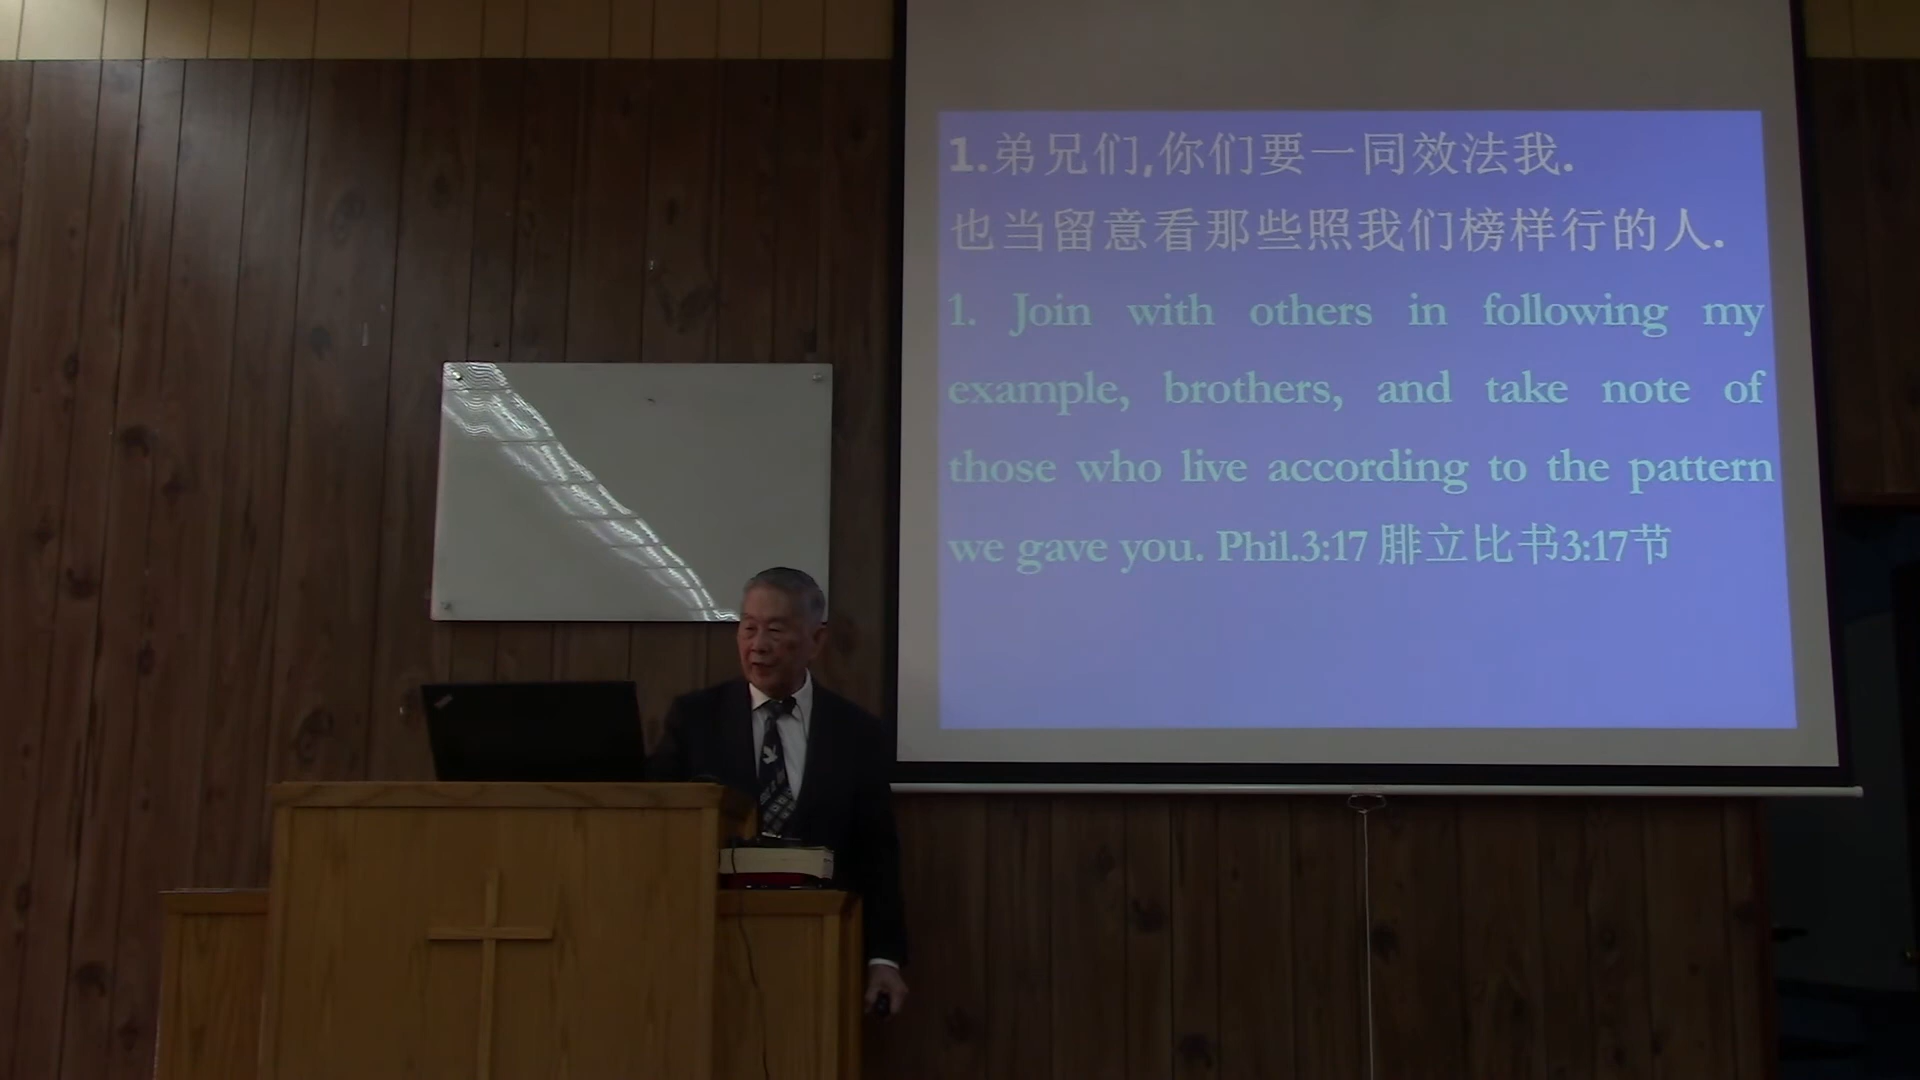 1.弟兄们,你们要一同效法我.
也当留意看那些照我们榜样行的人.
1. Join with others in following my
example, brothers, and take note of
those who live according to the pattern
we gave you. Phil.3:17 腓立比书3:17节